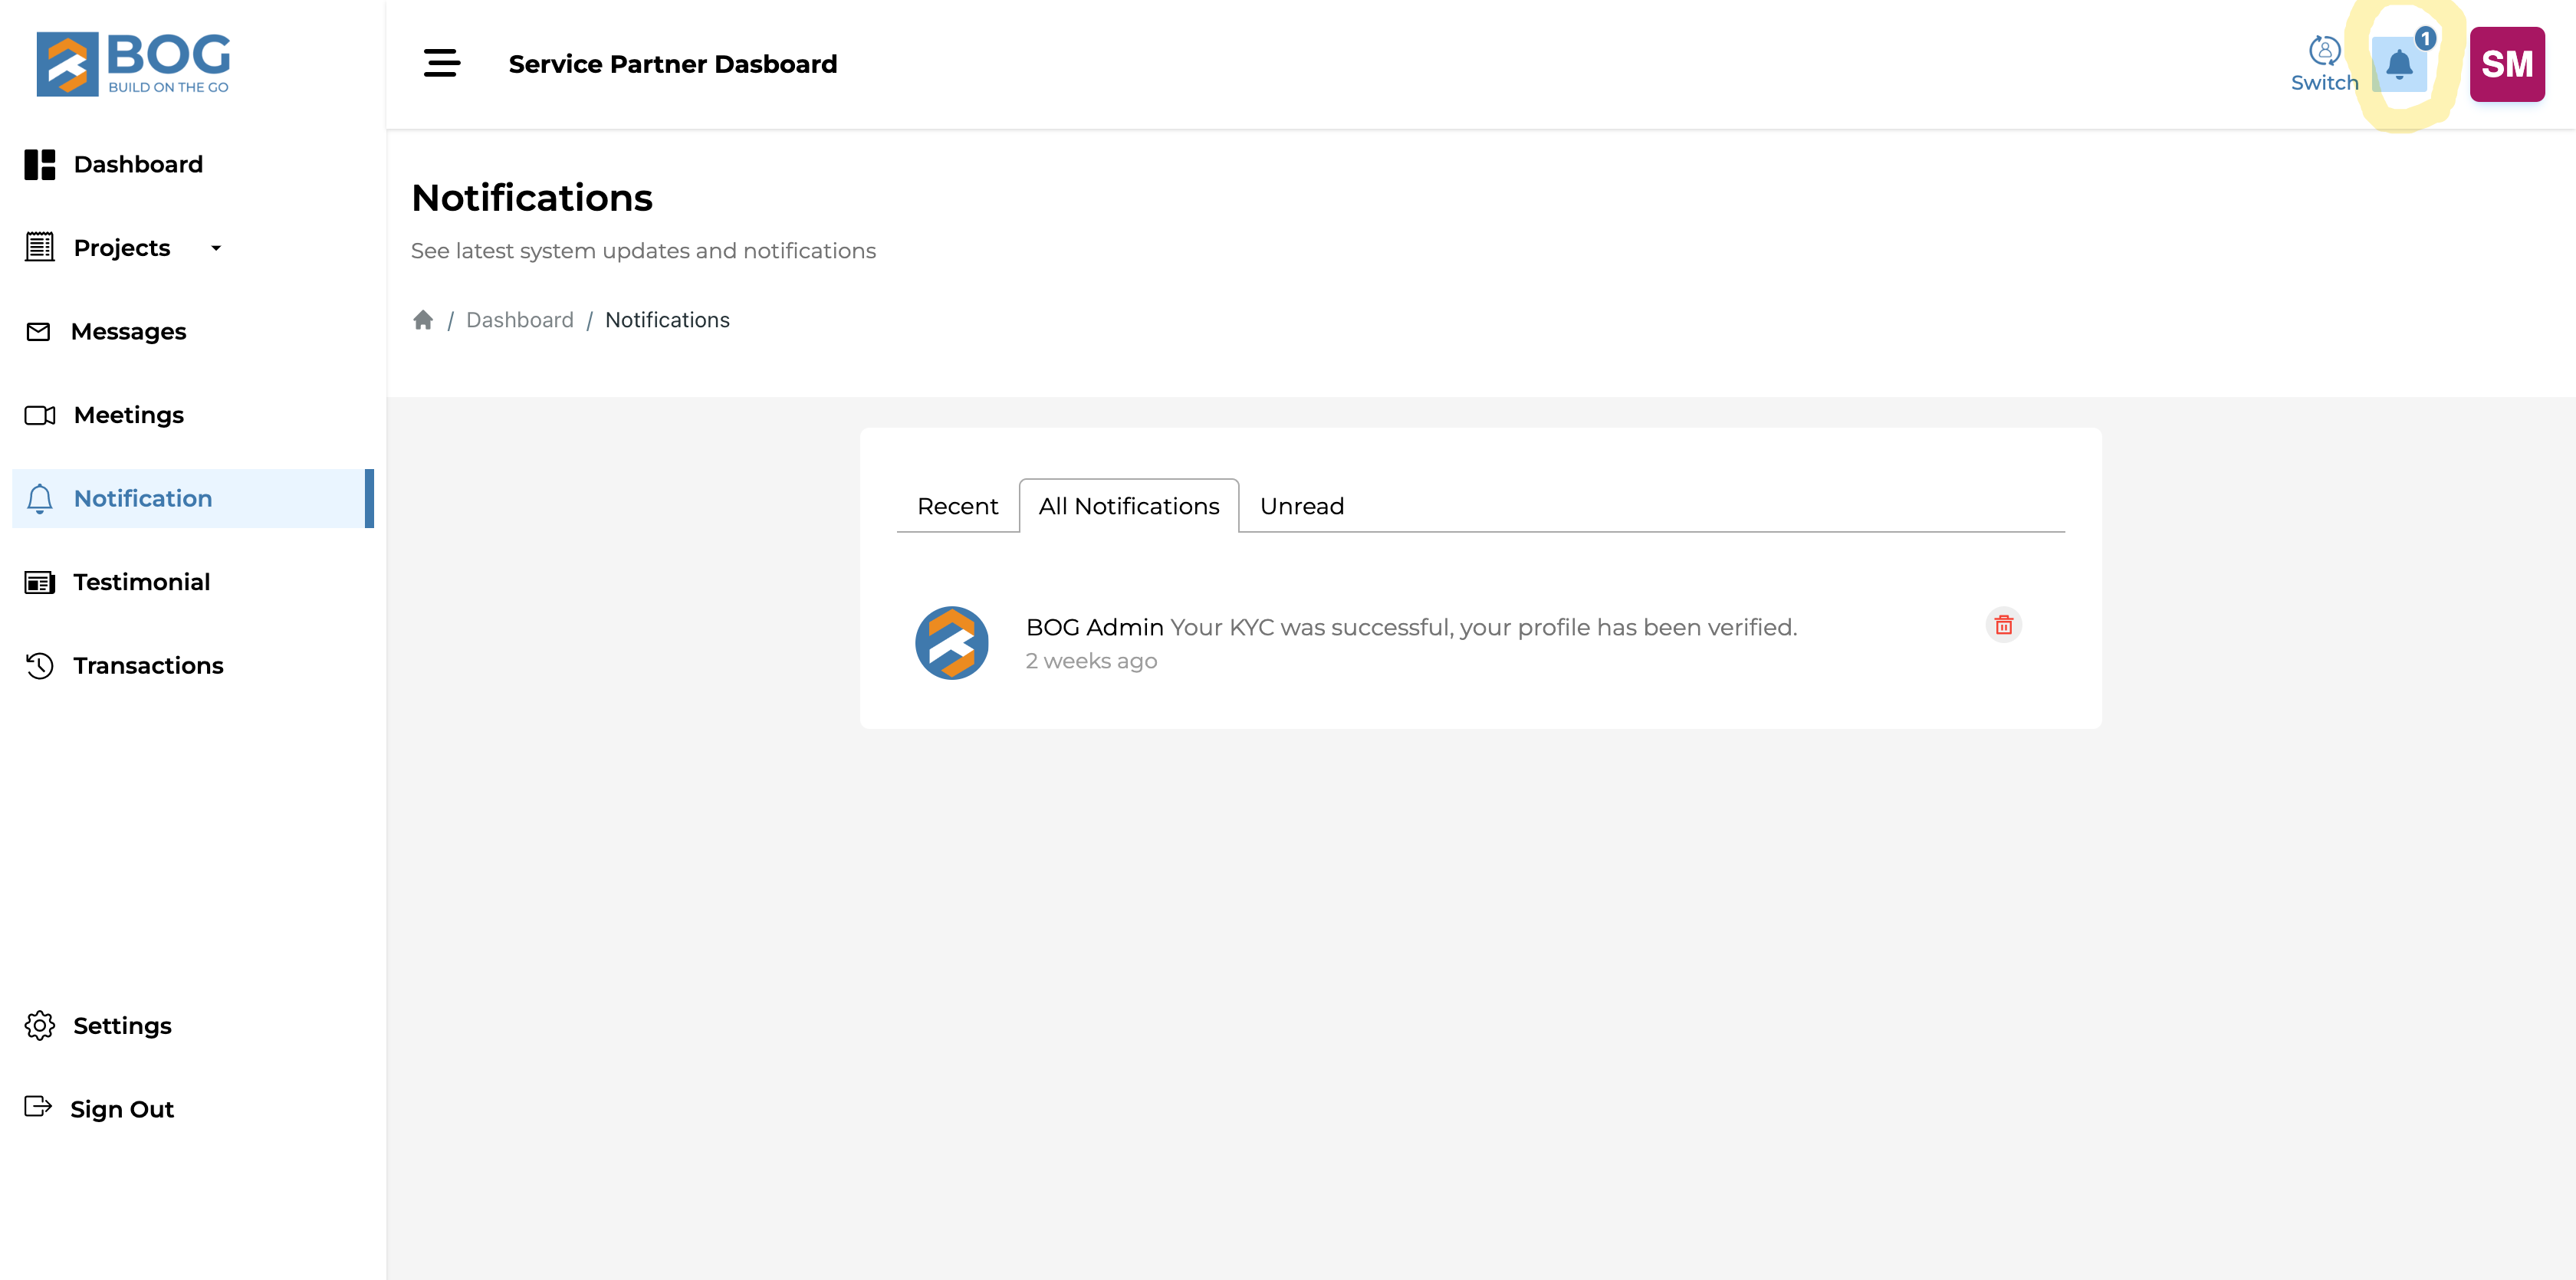 BOG
BUILD ON THE GO
Service Partner Dasboard
Switch
1
SM
Dashboard
Projects
Messages
Meetings
Notification
Testimonial
Transactions
Settings
Sign Out
Notifications
See latest system updates and notifications
/ Dashboard / Notifications
Recent
All Notifications
Unread
BOG Admin Your KYC was successful, your profile has been verified.
2 weeks ago